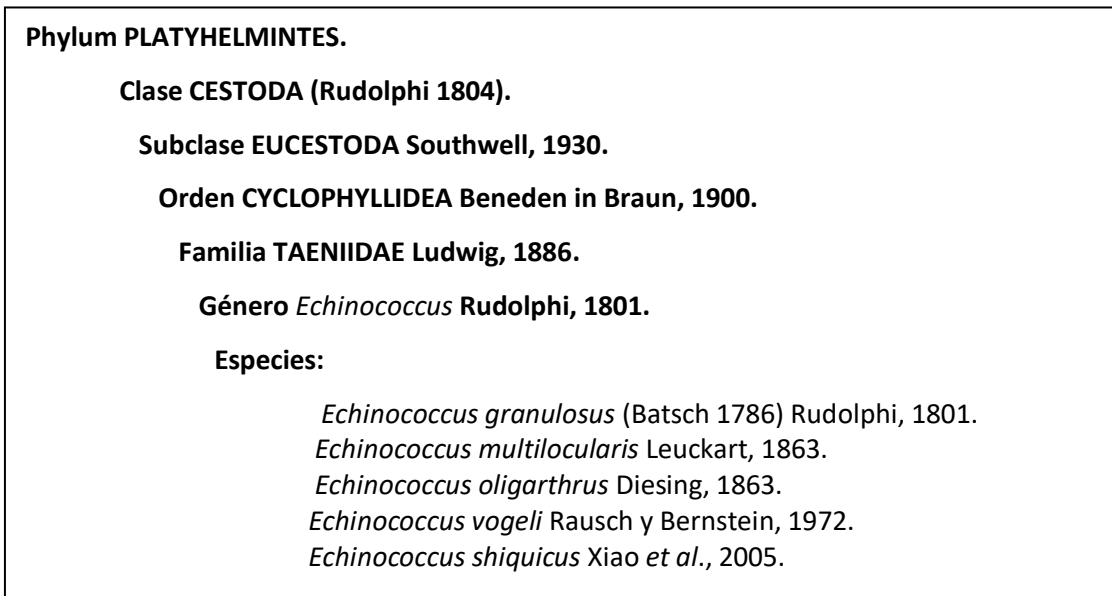 Phylum PLATYHELMINTES.
Clase CESTODA (Rudolphi 1804).
Subclase EUCESTODA Southwell, 1930.
Orden CYCLOPHYLLIDEA Beneden in Braun, 1900.
Familia TAENIIDAE Ludwig, 1886.
Género Echinococcus Rudolphi, 1801.
Especies:
Echinococcus granulosus (Batsch 1786) Rudolphi, 1801.
Echinococcus multilocularis Leuckart, 1863.
Echinococcus oligarthrus Diesing, 1863.
Echinococcus vogeli Rausch y Bernstein, 1972.
Echinococcus shiquicus Xiao et al., 2005.